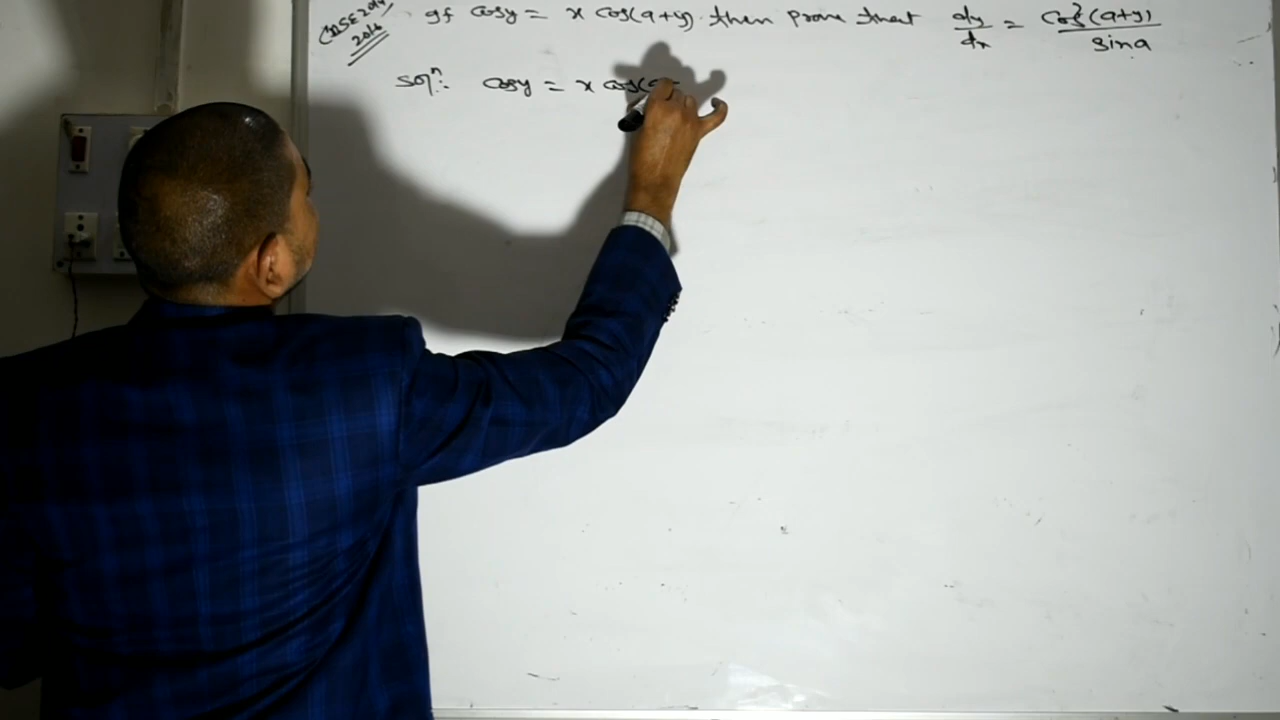 CBSE 2014, If cosy = x cos(a+y) then prove that dy/dx = cos²(a+y)/sina
2016
Solⁿ: cosy = x cos(a